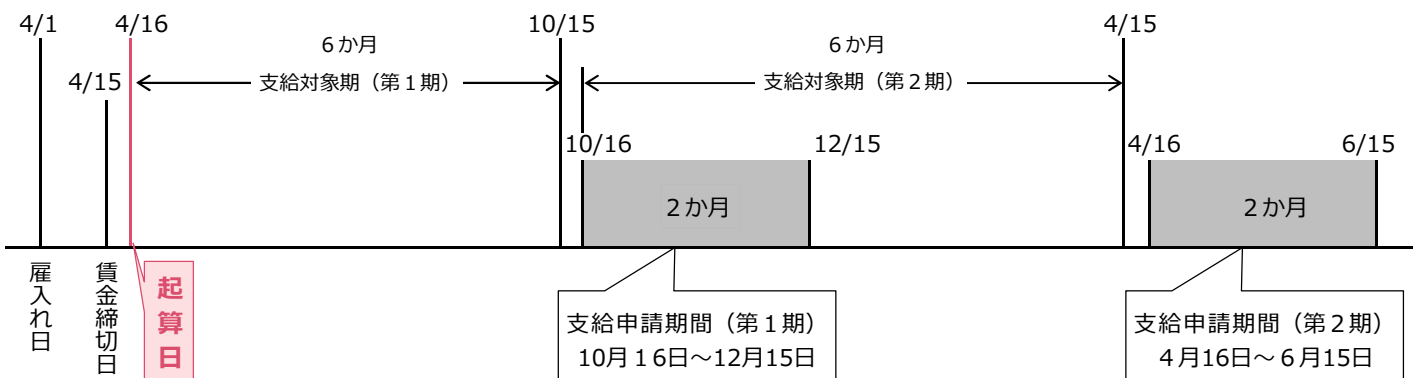 4/1
4/16
10/15
4/15
6か月
6か月
4/15
支給対象期（第１期）
支給対象期（第２期）
10/16
12/15
4/16
6/15
２か月
２か月
雇入れ日
賃金締切日
起算日
支給申請期間（第１期）
10月16日～12月15日
支給申請期間（第２期）
４月16日～６月15日